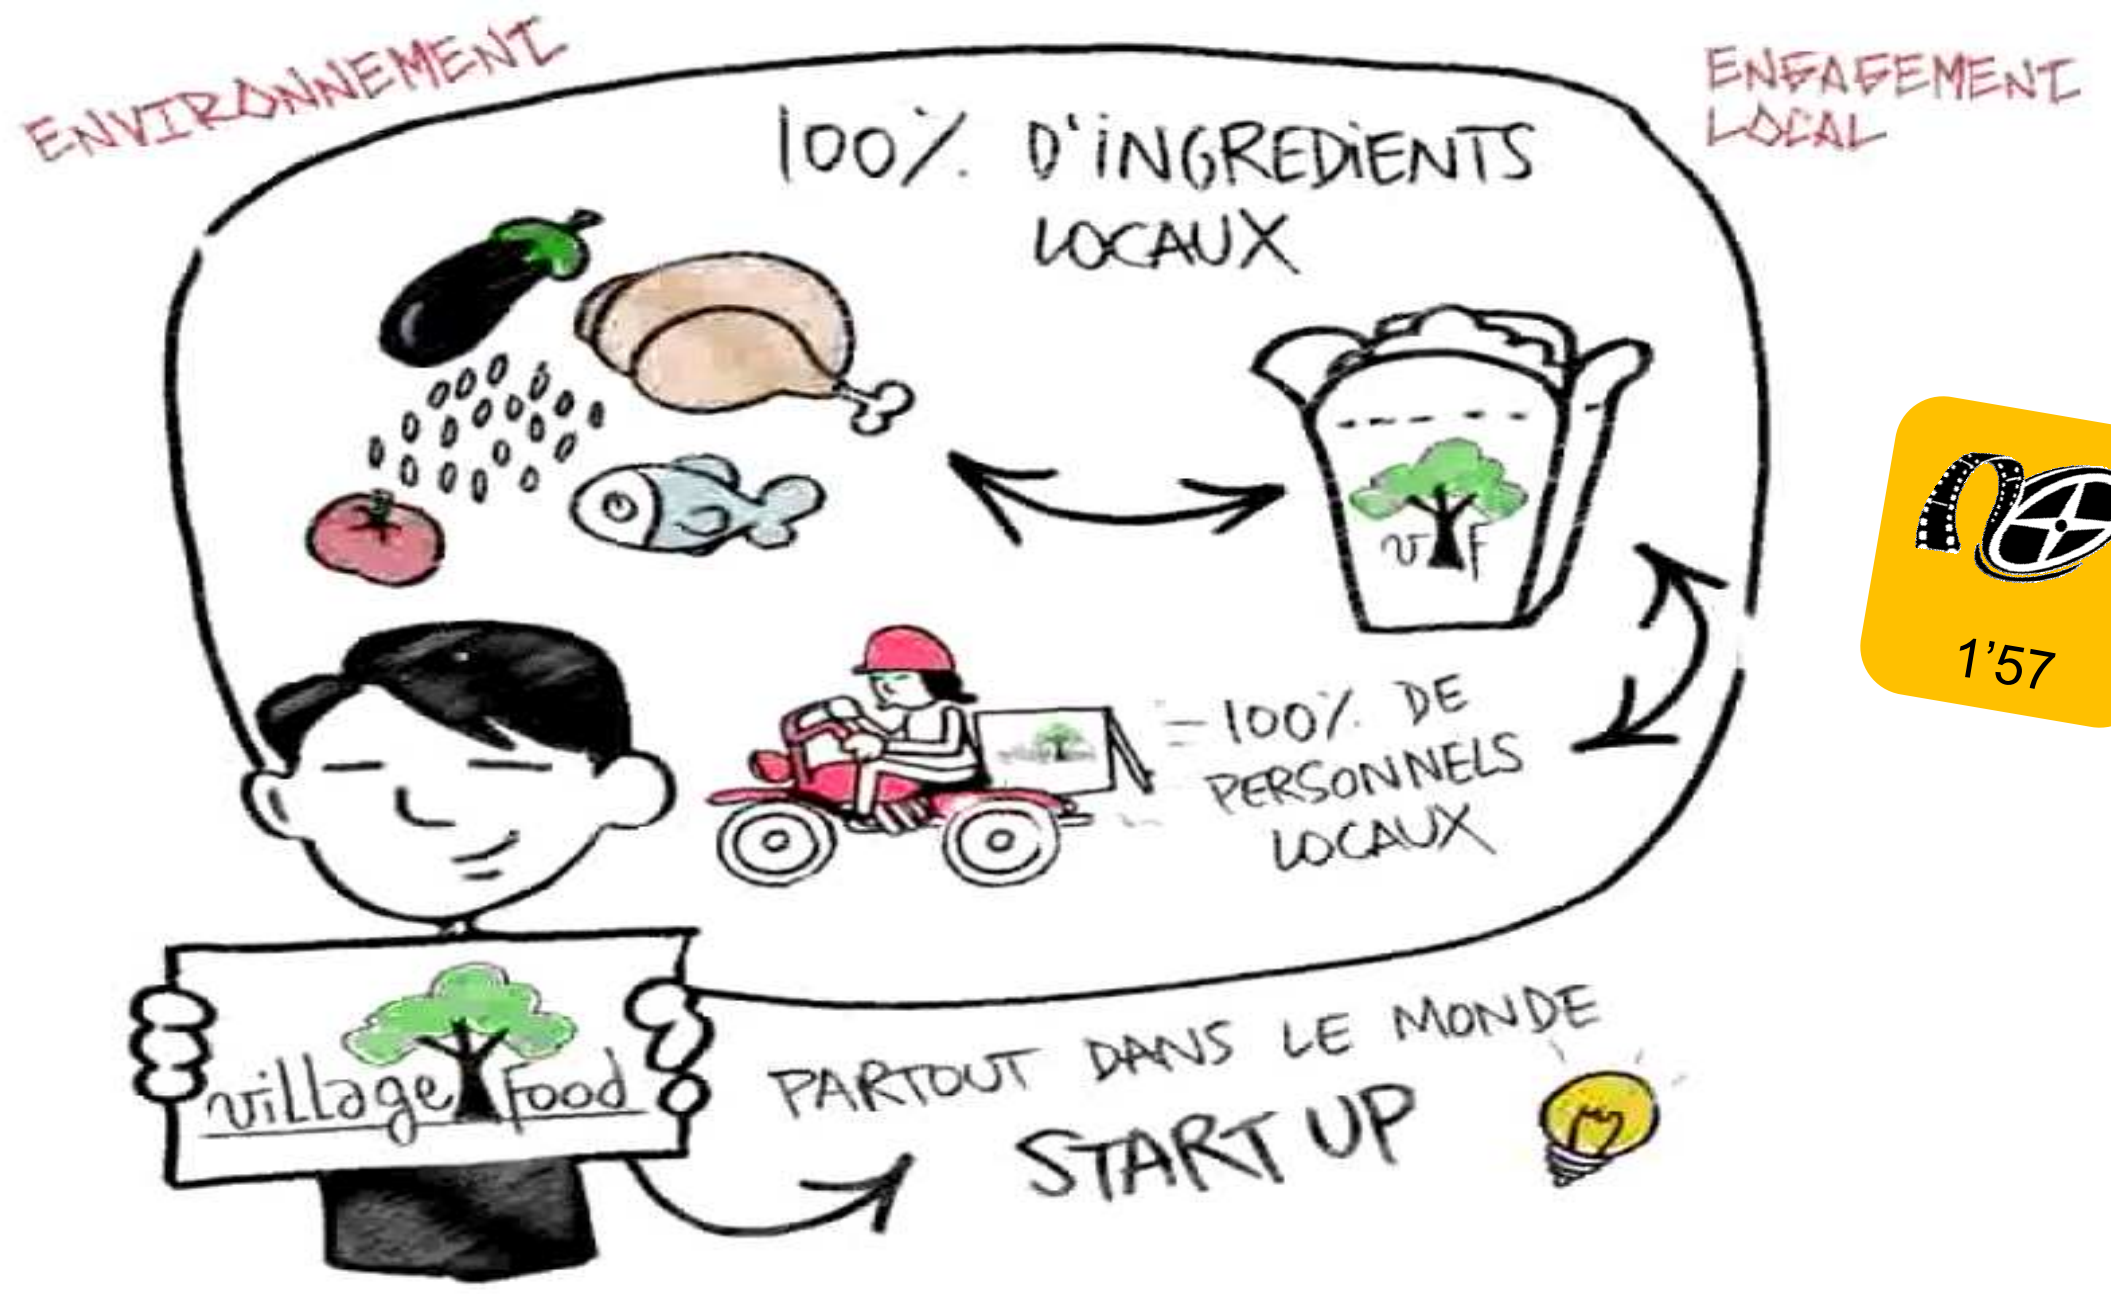 ENVIRONNEMENT
ENGAGEMENT
LOCAL
100% D'INGREDIENTS
LOCAUX
V F
1'57
100% DE
PERSONNELS
LOCAUX
village Food
PARTOUT DANS LE MONDE
START UP